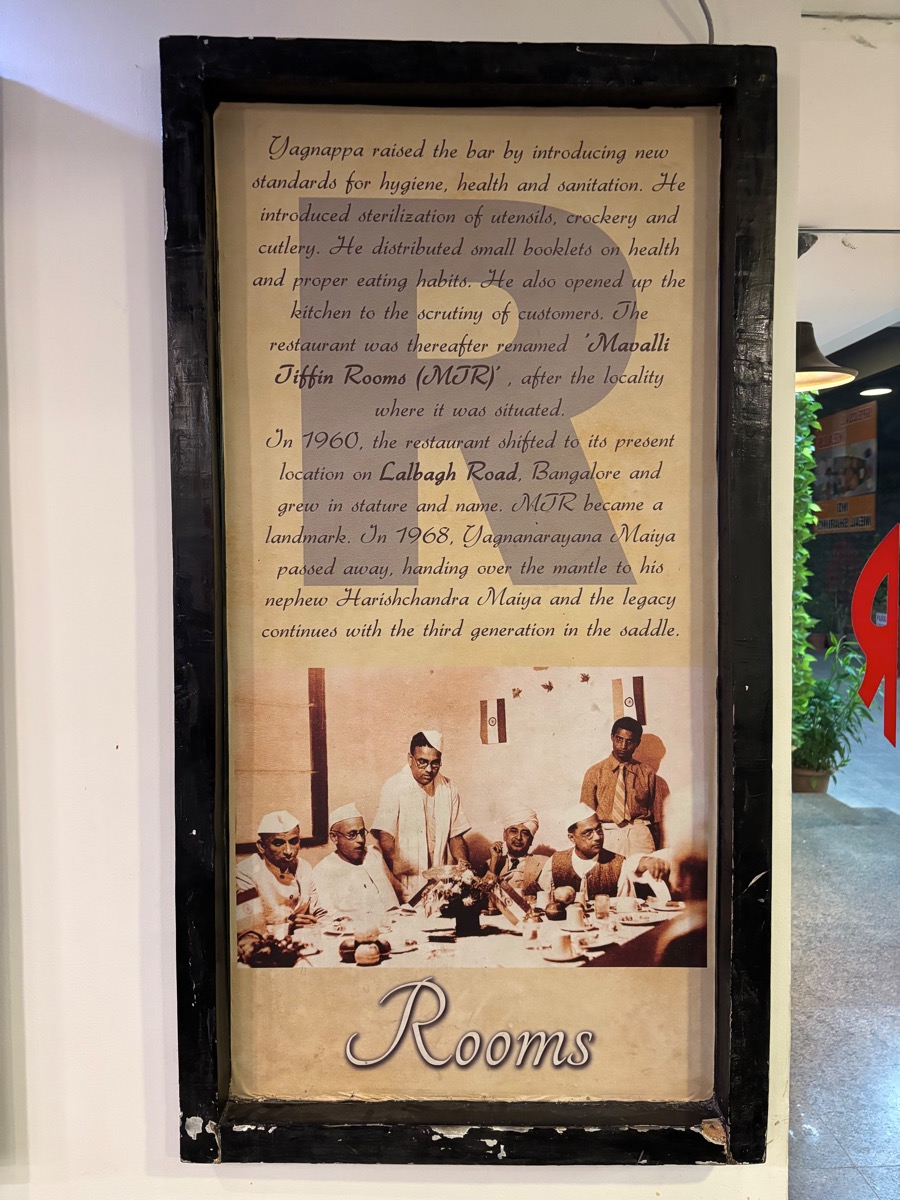 Yagnappa raised the bar by introducing new
standards for hygiene, health and sanitation. He
introduced sterilization of utensils, crockery and
cutlery. He distributed small booklets on health
and proper eating habits. He also opened up the
kitchen to the scrutiny of customers. The
restaurant was thereafter renamed 'Mavalli
Tiffin Rooms (MTR)' , after the locality
where it was situated.
In 1960, the restaurant shifted to its present
location on Lalbagh Road, Bangalore and
grew in stature and name. MTR became a
landmark. In 1968, Yagnanarayana Maiya
passed away, handing over the mantle to his
nephew Harishchandra Maiya and the legacy
continues with the third generation in the saddle.
R
Rooms